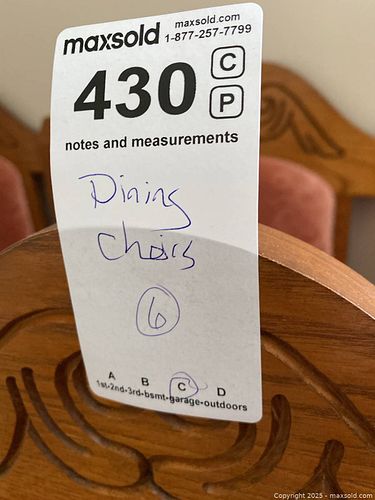 maxsold maxsold.com
1-877-257-7799
430 C
P
notes and measurements
Dining
Chairs
6
A B C D
1st-2nd-3rd-bsmt-garage-outdoors
Copyright 2025 - maxsold.com